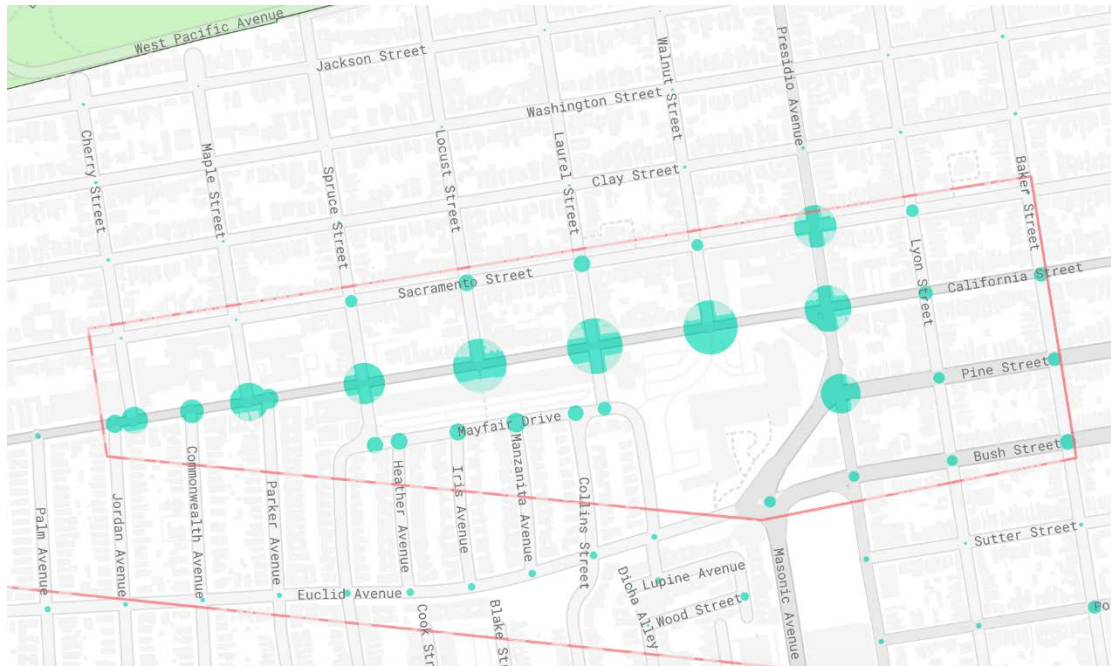 West Pacific Avenue
Jackson Street
Washington Street
Clay Street
Cherry Street
Maple Street
Spruce Street
Locust Street
Laurel Street
Walnut Street
Presidio Avenue
Lyon Street
Baker Street
Sacramento Street
California Street
Pine Street
Bush Street
Mayfair Drive
Palm Avenue
Jordan Avenue
Commonwealth Avenue
Parker Avenue
Heather Avenue
Iris Avenue
Manzanita Avenue
Collins Street
Euclid Avenue
Cook Str
Blake St
Dicha Alley
Lupine Avenue
Wood Street
Masonic Avenue
Sutter Street
Po